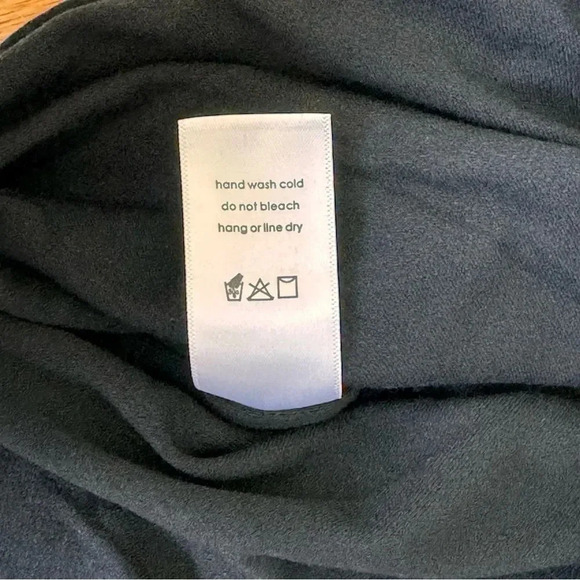 hand wash cold
do not bleach
hang or line dry